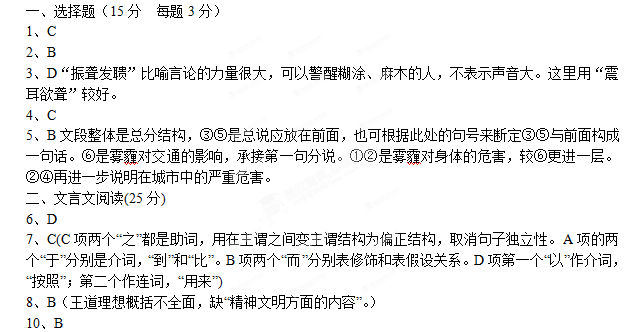 一、选择题（15分　每题3分）
1、C
2、B
3、D“振聋发聩”比喻言论的力量很大，可以警醒糊涂、麻木的人，不表示声音大。这里用“震
耳欲聋”较好。
4、C
5、B文段整体是总分结构，③⑤是总说应放在前面，也可根据此处的句号来断定③⑤与前面构成
一句话。⑥是雾霾对交通的影响，承接第一句分说。①②是雾霾对身体的危害，较⑥更进一层。
②④再进一步说明在城市中的严重危害。
二、文言文阅读(25分)
6、D
7、C(C项两个“之”都是助词，用在主谓之间变主谓结构为偏正结构，取消句子独立性。A项的两
个“于”分别是介词，“到”和“比”。B项两个“而”分别表修饰和表假设关系。D项第一个“以”作介词，
“按照”；第二个作连词，“用来”)
8、B（王道理想概括不全面，缺“精神文明方面的内容”。）
10、B